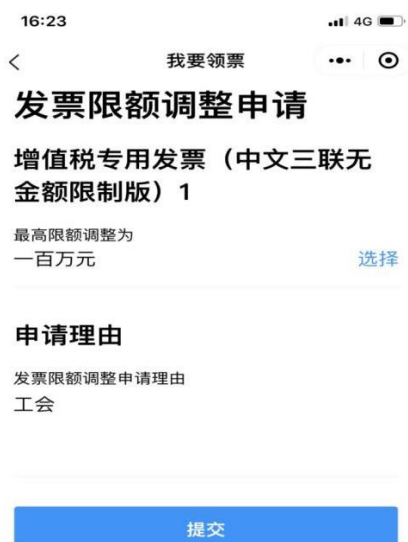 16:23
4G
我要领票
发票限额调整申请
增值税专用发票（中文三联无
金额限制版）1
最高限额调整为
一百万元
选择
申请理由
发票限额调整申请理由
工会
提交